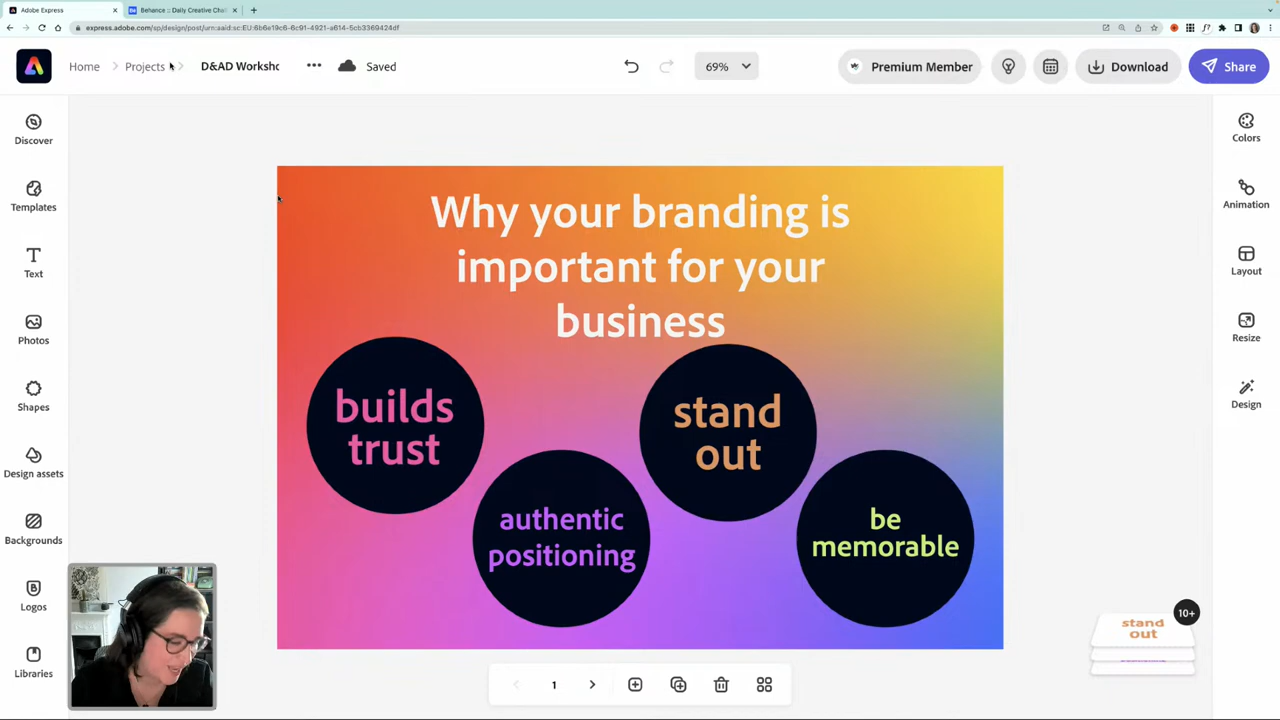 Adobe Express
Behance :: Daily Creative Chall
express.adobe.com/sp/design/post/urn:aaid:sc:EU:6b6e19c6-6c91-4921-a614-5cb3369424df
Home
Projects
D&AD Worksho
Saved
69%
Premium Member
Download
Share
Discover
Templates
Text
Photos
Shapes
Design assets
Backgrounds
Logos
Libraries
Why your branding is
important for your
business
builds
trust
authentic
positioning
stand
out
be
memorable
Colors
Animation
Layout
Resize
Design
10+
stand
out
1